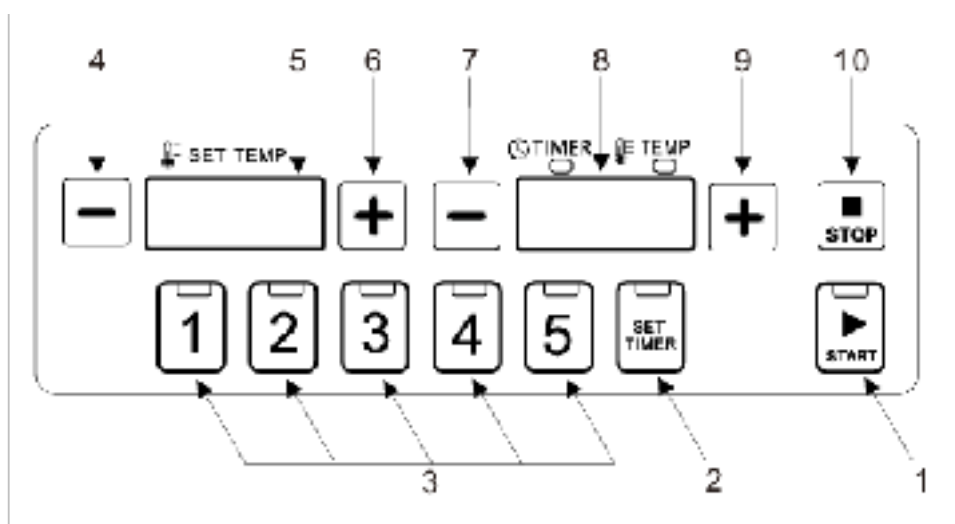 4 5 6 7 8 9 10
SET TEMP TIMER TEMP
− + − + STOP
1 2 3 4 5 SET TIMER START
3 2 1